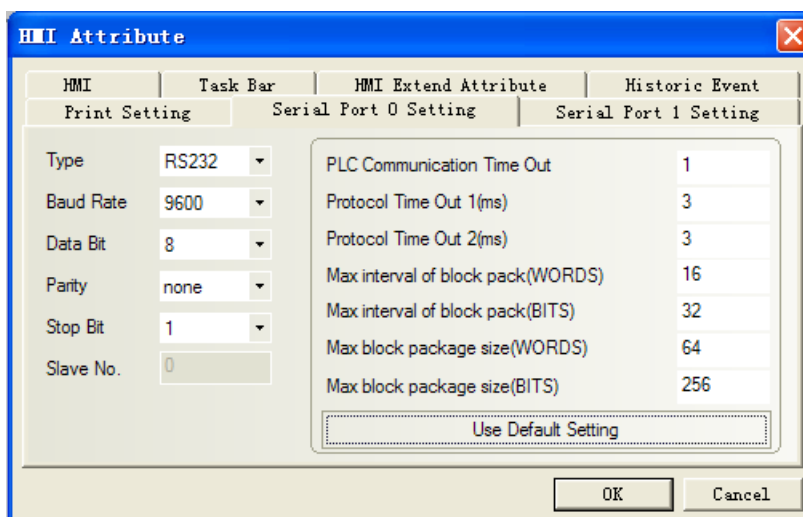 HMI Attribute
HMI Task Bar HMI Extend Attribute Historic Event
Print Setting Serial Port 0 Setting Serial Port 1 Setting
Type RS232
Baud Rate 9600
Data Bit 8
Parity none
Stop Bit 1
Slave No. 0
PLC Communication Time Out 1
Protocol Time Out 1(ms) 3
Protocol Time Out 2(ms) 3
Max interval of block pack(WORDS) 16
Max interval of block pack(BITS) 32
Max block package size(WORDS) 64
Max block package size(BITS) 256
Use Default Setting
OK Cancel